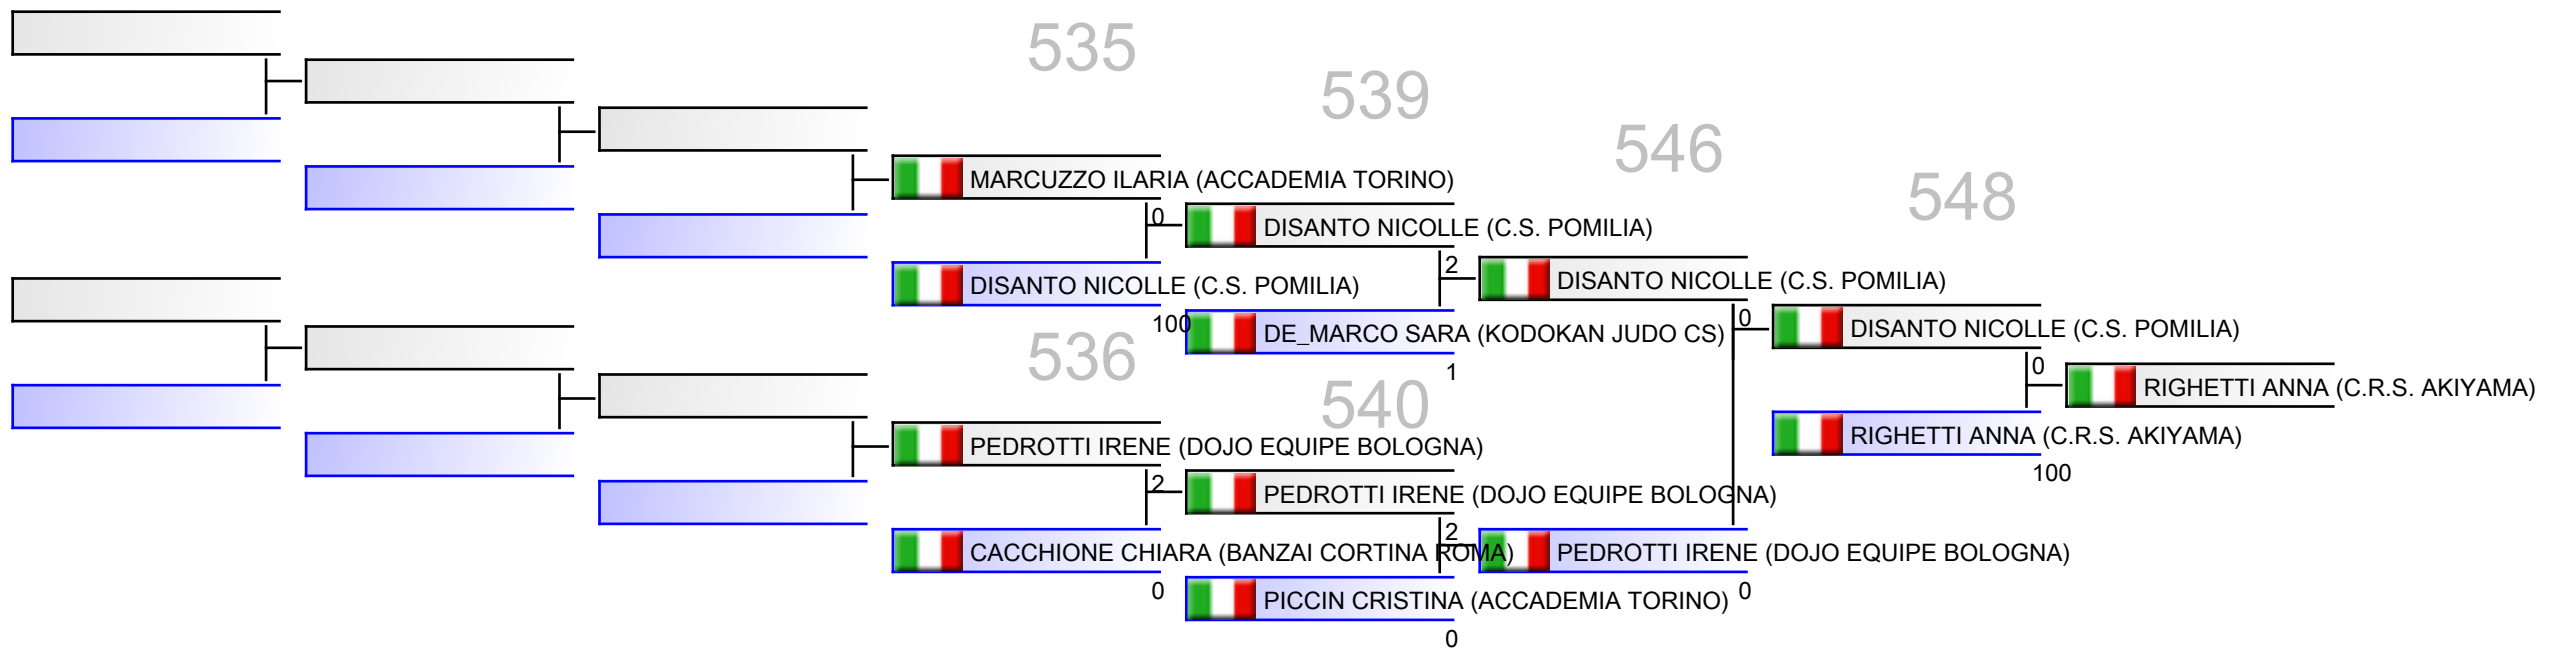 535
539
546
MARCUZZO ILARIA (ACCADEMIA TORINO)
548
0
DISANTO NICOLLE (C.S. POMILIA)
2
DISANTO NICOLLE (C.S. POMILIA)
DISANTO NICOLLE (C.S. POMILIA)
100
0
DE_MARCO SARA (KODOKAN JUDO CS)
DISANTO NICOLLE (C.S. POMILIA)
536
1
0
RIGHETTI ANNA (C.R.S. AKIYAMA)
540
PEDROTTI IRENE (DOJO EQUIPE BOLOGNA)
RIGHETTI ANNA (C.R.S. AKIYAMA)
100
2
PEDROTTI IRENE (DOJO EQUIPE BOLOGNA)
2
CACCHIONE CHIARA (BANZAI CORTINA ROMA)
PEDROTTI IRENE (DOJO EQUIPE BOLOGNA)
0
PICCIN CRISTINA (ACCADEMIA TORINO)
0
0